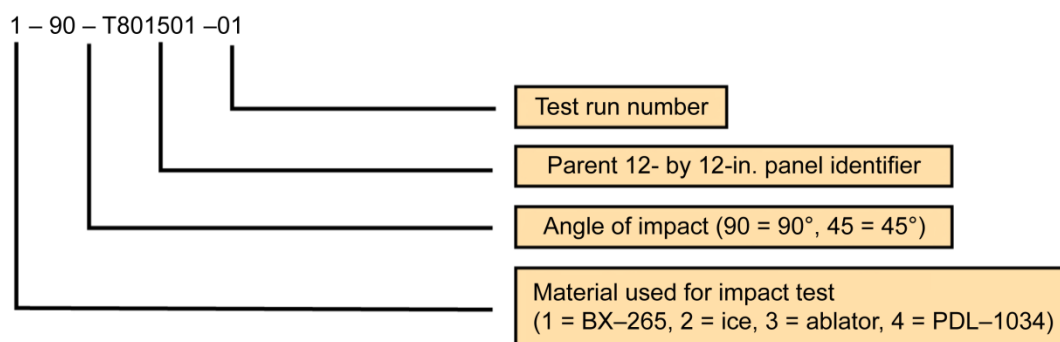 1 – 90 – T801501 –01
Test run number
Parent 12- by 12-in. panel identifier
Angle of impact (90 = 90°, 45 = 45°)
Material used for impact test
(1 = BX–265, 2 = ice, 3 = ablator, 4 = PDL–1034)